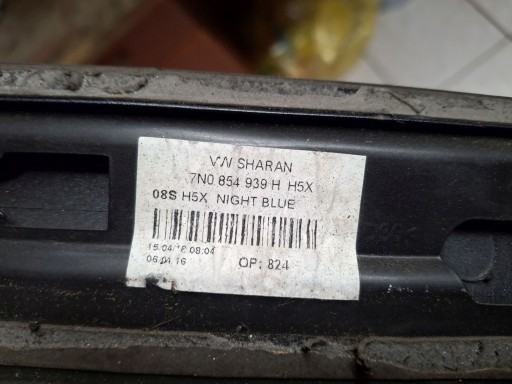 VW SHARAN
7N0 854 939 H H5X
08S H5X NIGHT BLUE
15.04.16 08:04
06.01.16 OP: 824